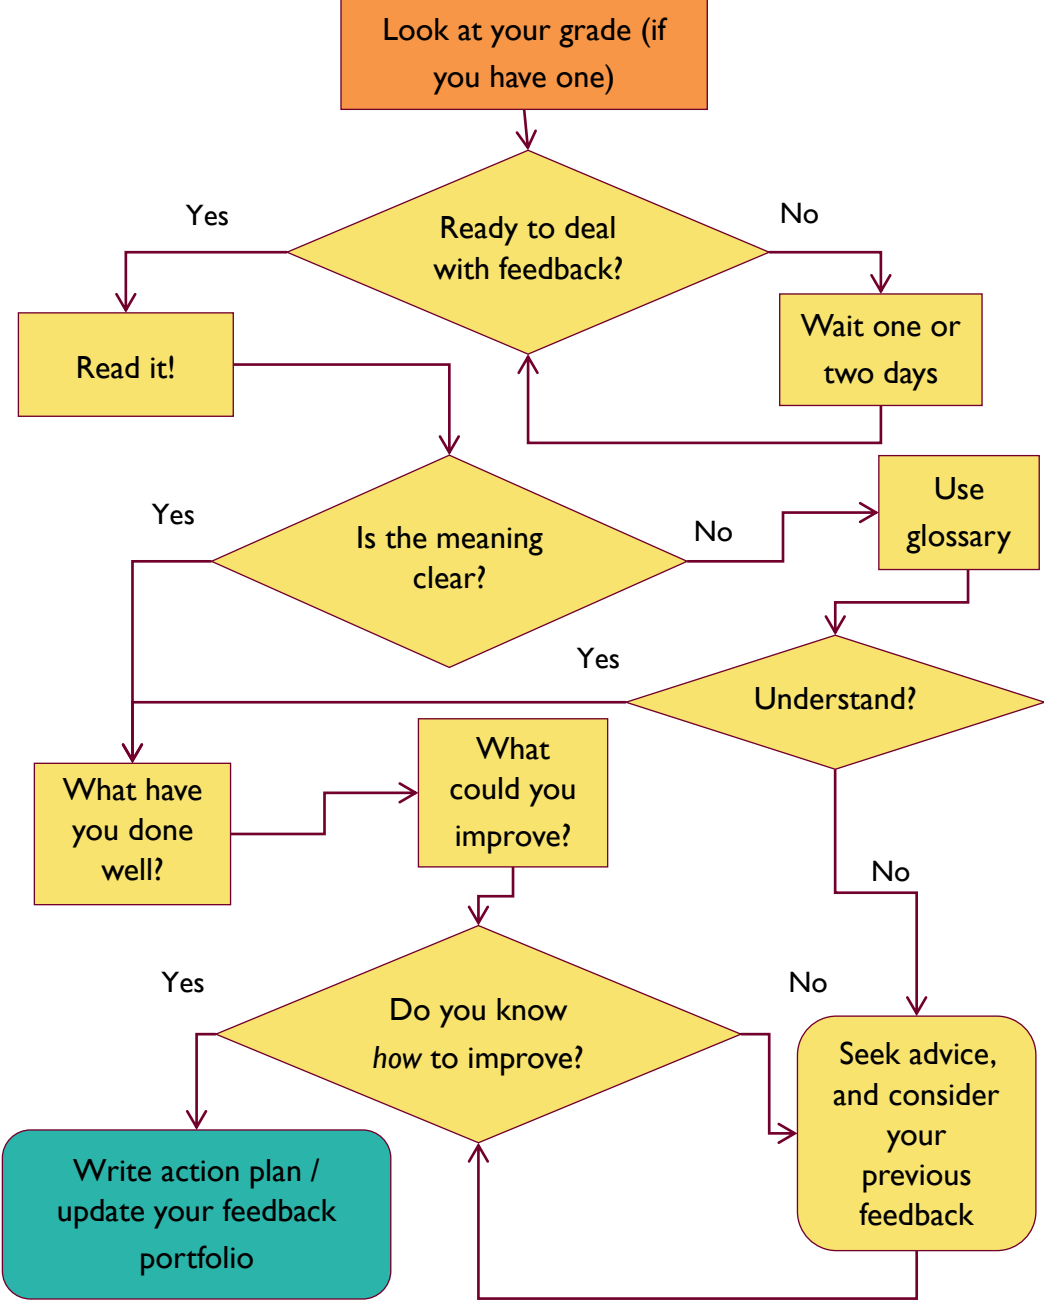 Look at your grade (if
you have one)
Yes
No
Ready to deal
with feedback?
Wait one or
two days
Read it!
Yes
Is the meaning
clear?
No
Use
glossary
Yes
Understand?
What have
you done
well?
What
could you
improve?
No
Yes
No
Do you know
how to improve?
Seek advice,
and consider
your
previous
feedback
Write action plan /
update your feedback
portfolio